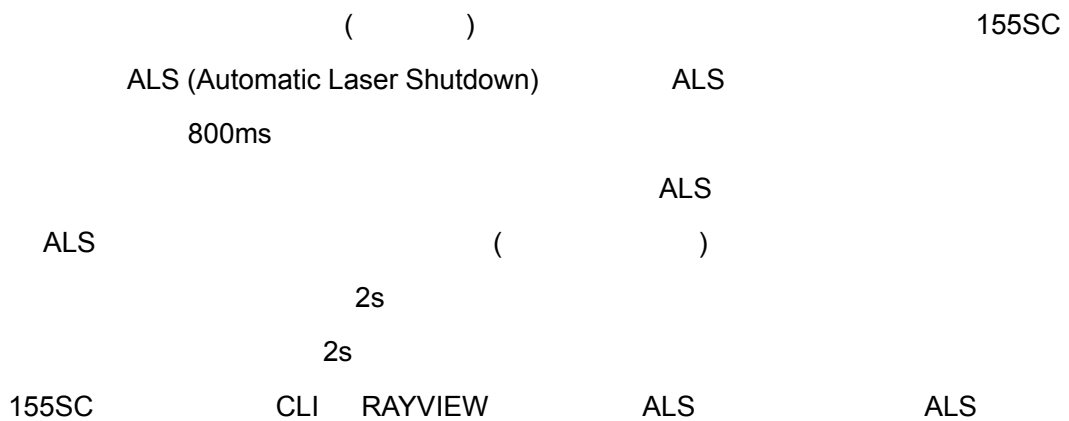 ( ) 155SC
ALS (Automatic Laser Shutdown) ALS
800ms
ALS
ALS ( )
2s
2s
155SC CLI RAYVIEW ALS ALS